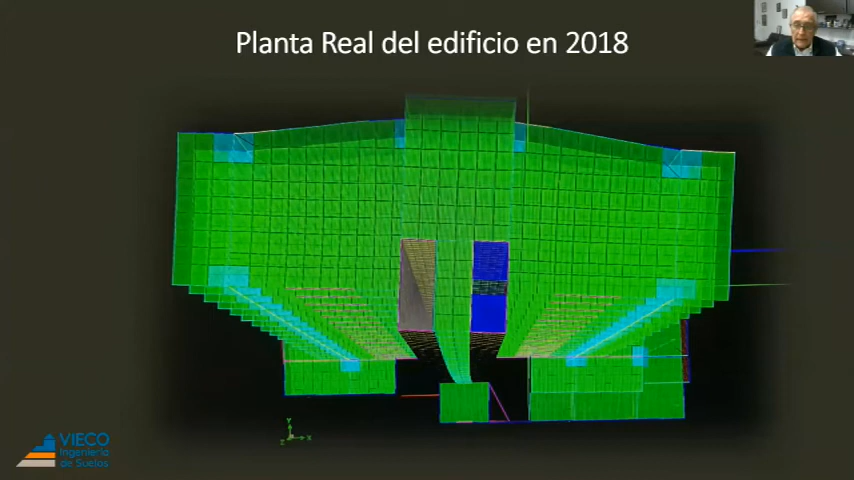 Planta Real del edificio en 2018
Y
Z X
VIECO
Ingeniería
de Suelos